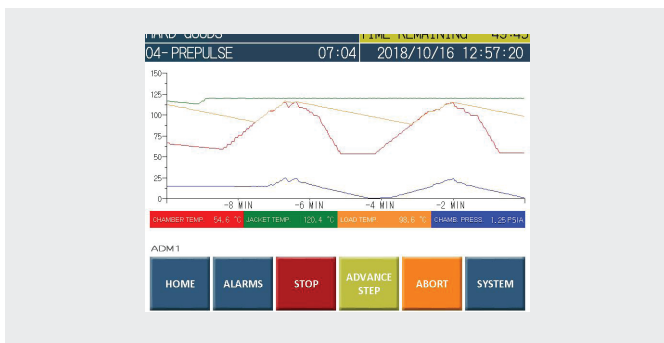 HARD GOODS TIME REMAINING 45:45
04-PREPULSE 07:04 2018/10/16 12:57:20
150
125
100
75
50
25
0
-8 MIN -6 MIN -4 MIN -2 MIN
CHAMBER TEMP 54.6 °C JACKET TEMP 120.4 °C LOAD TEMP 98.6 °C CHAMB. PRESS 1.25 PSIA
ADM1
HOME ALARMS STOP ADVANCE STEP ABORT SYSTEM